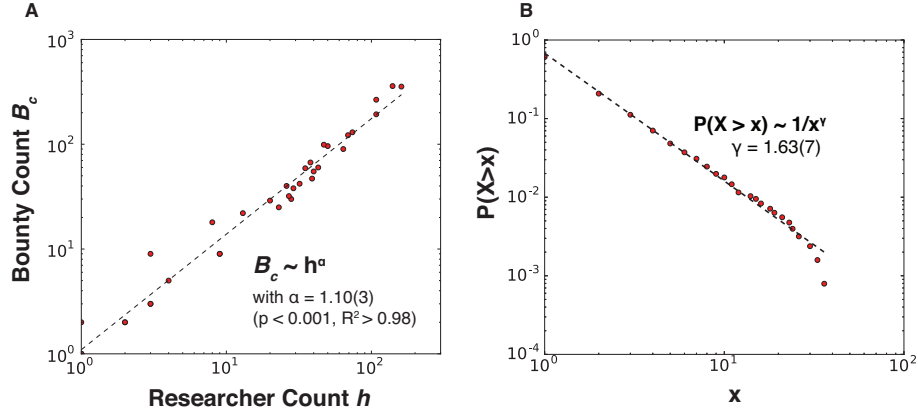 A
B
10³
10²
10¹
10⁰
10⁰
10¹
10²
Bounty Count B_c
Researcher Count h
B_c ~ h^α
with α = 1.10(3)
(p < 0.001, R² > 0.98)
10⁰
10⁻¹
10⁻²
10⁻³
10⁻⁴
10⁰
10¹
10²
P(X>x)
x
P(X > x) ~ 1/x^γ
γ = 1.63(7)